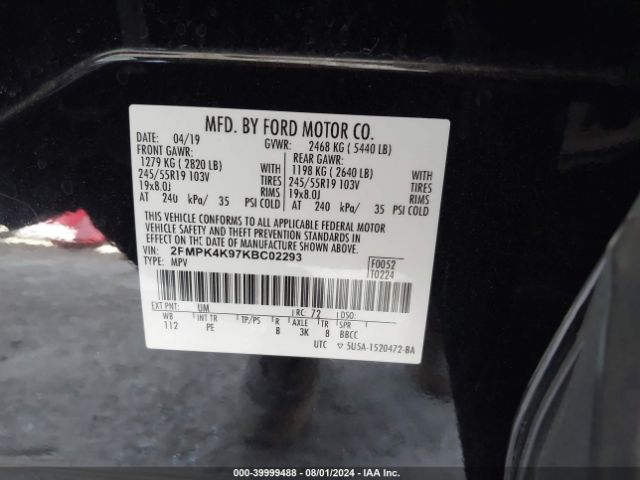 MFD. BY FORD MOTOR CO.
DATE: 04/19 GVWR: 2468 KG ( 5440 LB)
FRONT GAWR: REAR GAWR:
1279 KG ( 2820 LB) WITH 1198 KG ( 2640 LB) WITH
245/55R19 103V TIRES 245/55R19 103V TIRES
19x8.0J RIMS 19x8.0J RIMS
AT 240 kPa/ 35 PSI COLD AT 240 kPa/ 35 PSI COLD
THIS VEHICLE CONFORMS TO ALL APPLICABLE FEDERAL MOTOR
VEHICLE SAFETY AND THEFT PREVENTION STANDARDS IN
EFFECT ON THE DATE OF MANUFACTURE SHOWN ABOVE.
VIN: 2FMPK4K97KBC02293 F0052
TYPE: MPV T0224
EXT PNT: UM RC: 72 DSO:
WB INT TR TP/PS R AXLE TR SPR
112 PE B 3K 8 BBCC
UTC ▽ 5U5A-1520472-BA
000-39999488 - 08/01/2024 - IAA Inc.